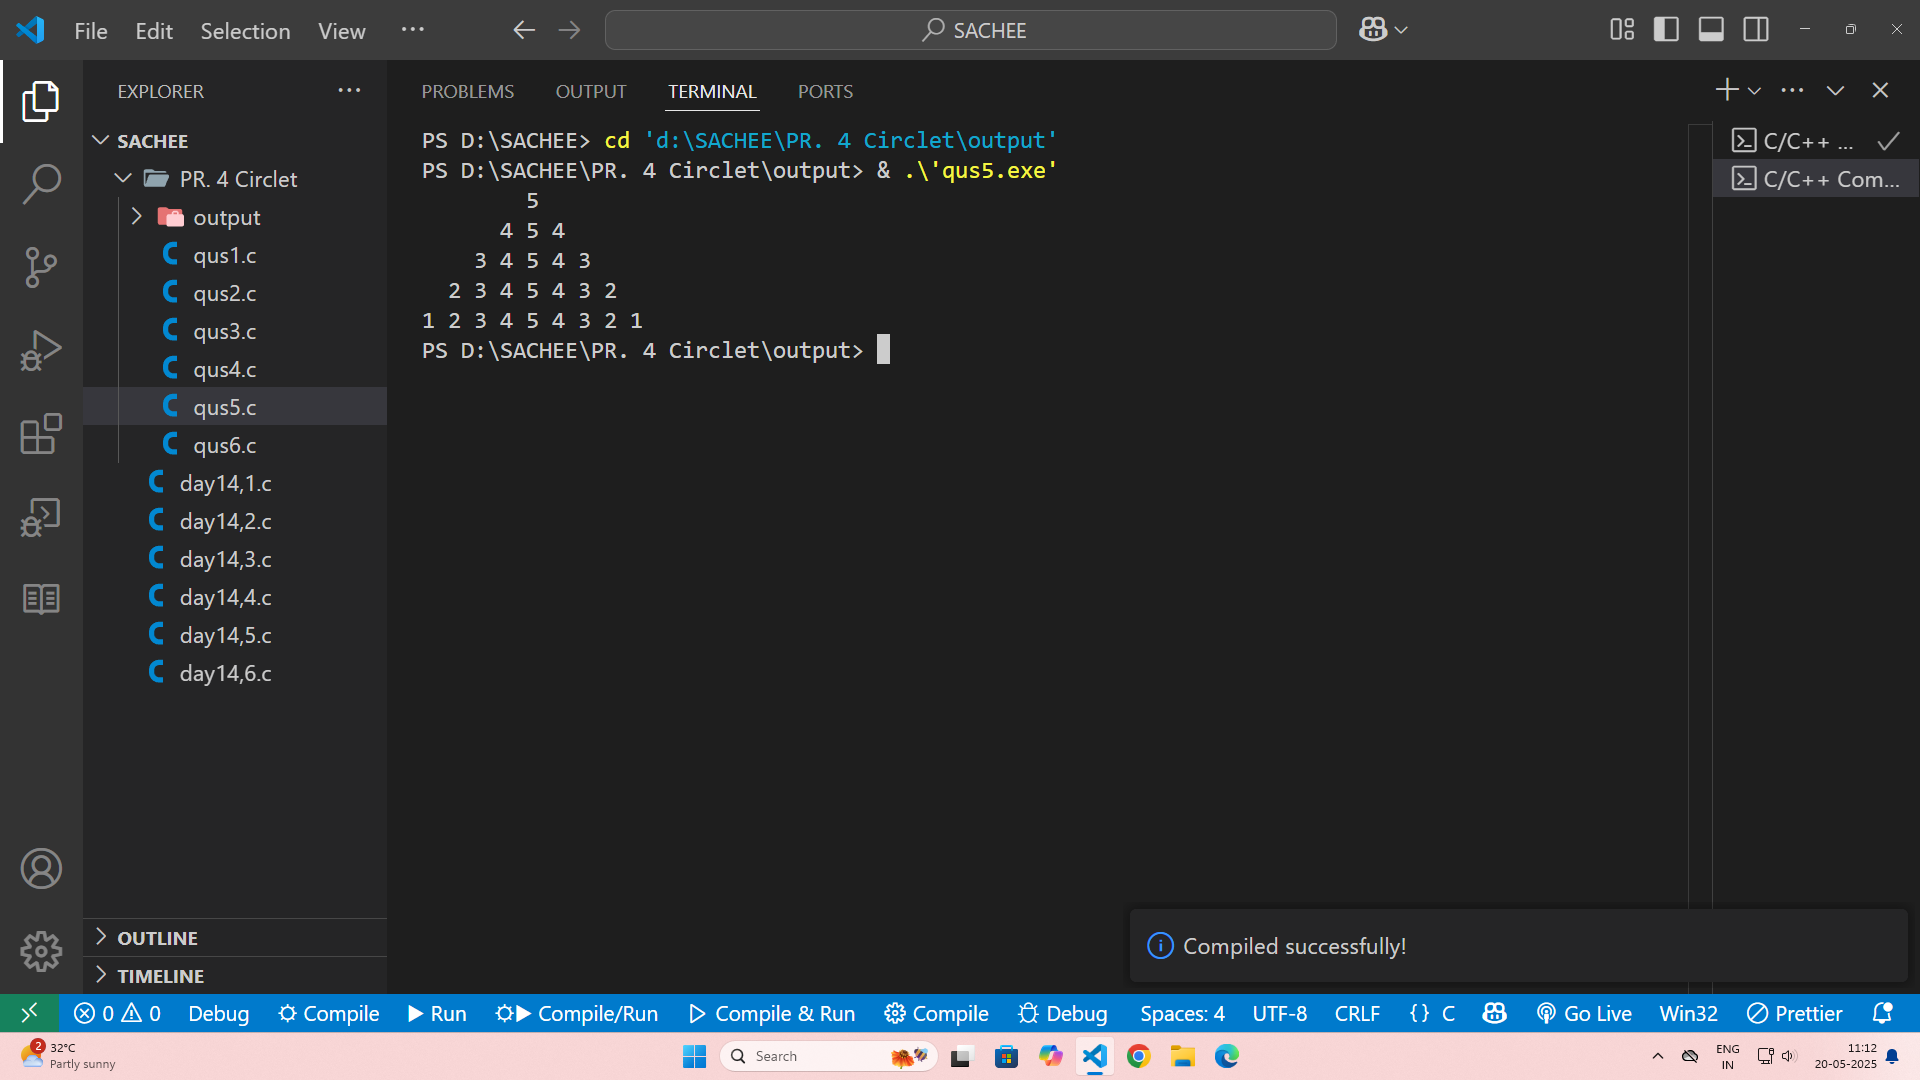 File Edit Selection View ··· SACHEE
EXPLORER ···
SACHEE
PR. 4 Circlet
output
qus1.c
qus2.c
qus3.c
qus4.c
qus5.c
qus6.c
day14,1.c
day14,2.c
day14,3.c
day14,4.c
day14,5.c
day14,6.c
OUTLINE
TIMELINE
PROBLEMS OUTPUT TERMINAL PORTS
PS D:\SACHEE> cd 'd:\SACHEE\PR. 4 Circlet\output'
PS D:\SACHEE\PR. 4 Circlet\output> & .\'qus5.exe'
        5
      4 5 4
    3 4 5 4 3
  2 3 4 5 4 3 2
1 2 3 4 5 4 3 2 1
PS D:\SACHEE\PR. 4 Circlet\output>
C/C++ ...
C/C++ Com...
Compiled successfully!
0 0 Debug Compile Run Compile/Run Compile & Run Compile Debug Spaces: 4 UTF-8 CRLF {} C Go Live Win32 Prettier
2
32°C
Partly sunny
Search
ENG
IN
11:12
20-05-2025